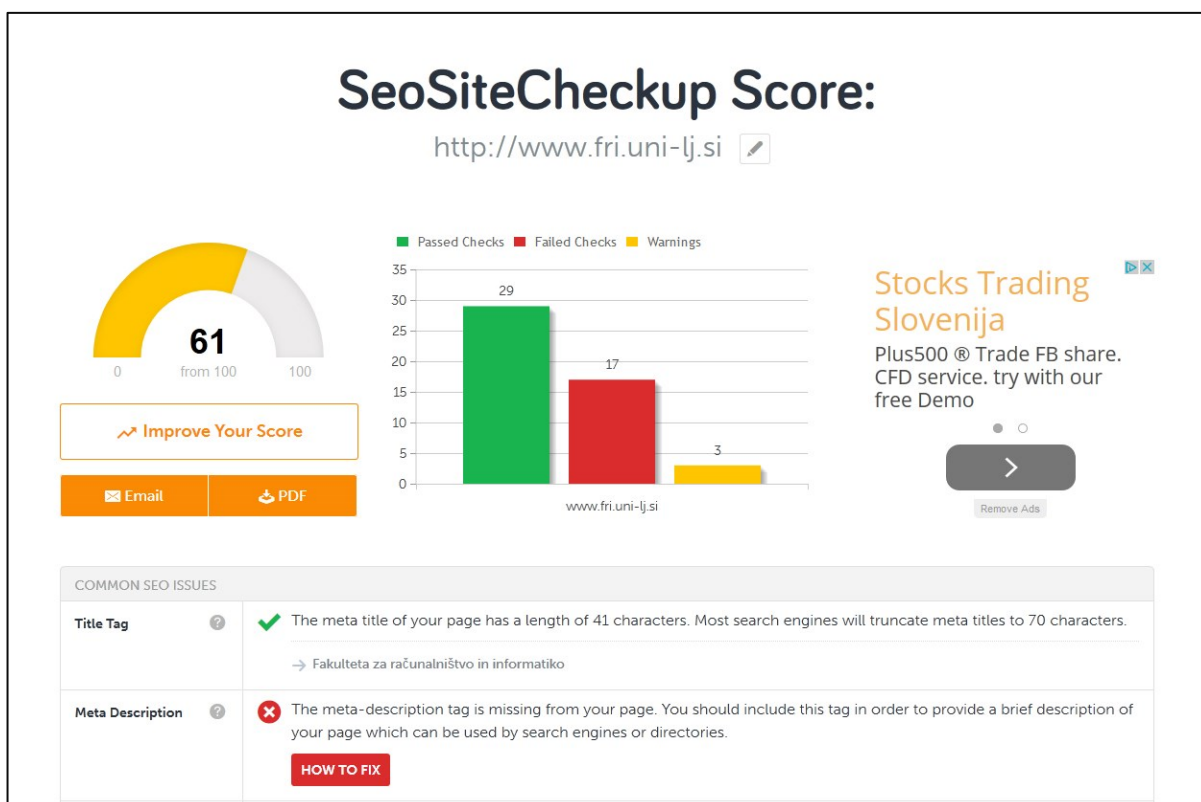 SeoSiteCheckup Score:
http://www.fri.uni-lj.si
61
0
from 100
100
Improve Your Score
Email
PDF
Passed Checks
Failed Checks
Warnings
35
30
25
20
15
10
5
0
29
17
3
www.fri.uni-lj.si
Stocks Trading
Slovenija
Plus500 ® Trade FB share.
CFD service. try with our
free Demo
Remove Ads
COMMON SEO ISSUES
Title Tag
The meta title of your page has a length of 41 characters. Most search engines will truncate meta titles to 70 characters.
Fakulteta za računalništvo in informatiko
Meta Description
The meta-description tag is missing from your page. You should include this tag in order to provide a brief description of
your page which can be used by search engines or directories.
HOW TO FIX